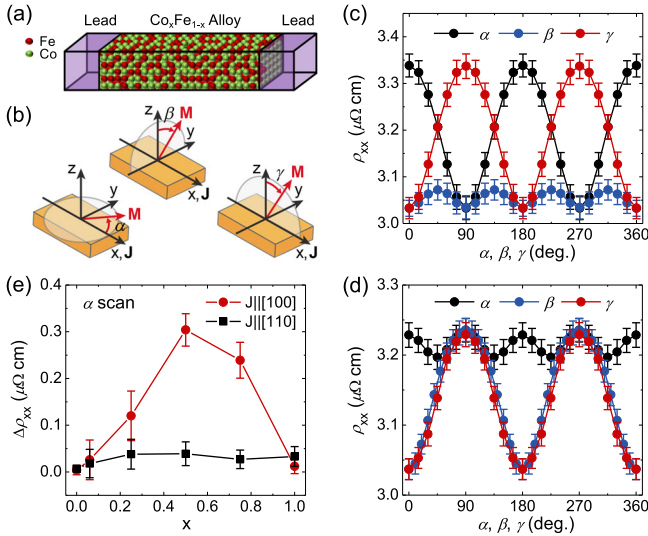 (a)
Lead
CoxFe1-x Alloy
Lead
Fe
Co
(b)
z
β
M
y
x, J
z
y
M
α
x, J
z
γ
M
y
x, J
(c)
α
β
γ
3.4
3.3
3.2
3.1
3.0
ρxx (μΩ cm)
0
90
180
270
360
α, β, γ (deg.)
(d)
α
β
γ
3.3
3.2
3.1
3.0
ρxx (μΩ cm)
0
90
180
270
360
α, β, γ (deg.)
(e)
α scan
J||[100]
J||[110]
0.4
0.3
0.2
0.1
0.0
Δρxx (μΩ cm)
0.0
0.2
0.4
0.6
0.8
1.0
x